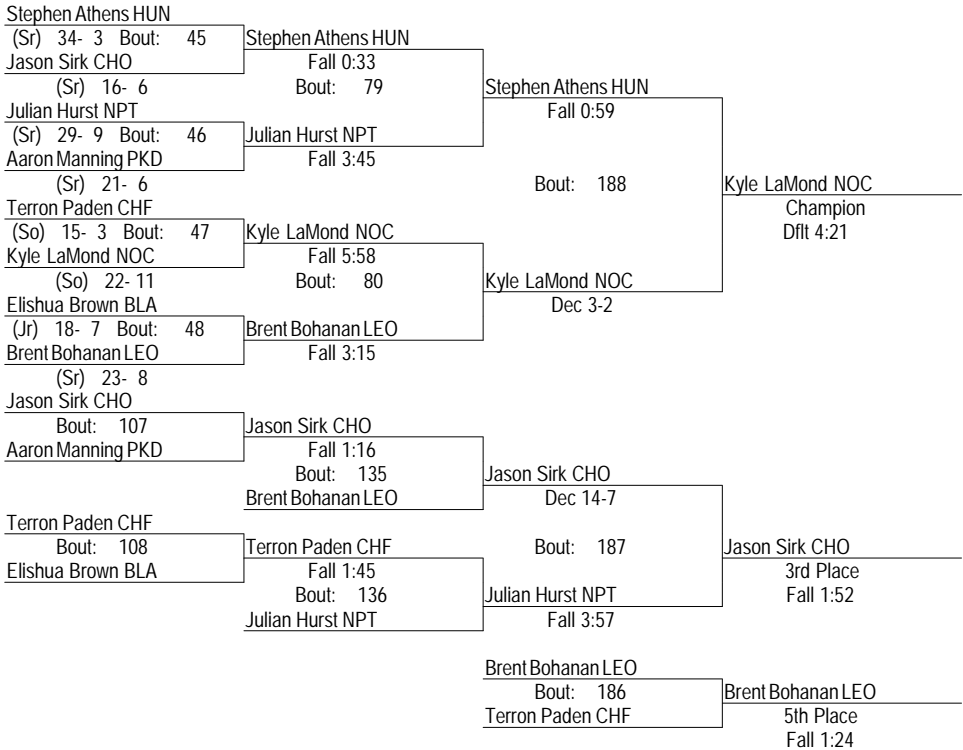 Stephen Athens HUN
(Sr) 34- 3 Bout: 45
Jason Sirk CHO
(Sr) 16- 6
Julian Hurst NPT
(Sr) 29- 9 Bout: 46
Aaron Manning PKD
(Sr) 21- 6
Terron Paden CHF
(So) 15- 3 Bout: 47
Kyle LaMond NOC
(So) 22- 11
Elishua Brown BLA
(Jr) 18- 7 Bout: 48
Brent Bohanan LEO
(Sr) 23- 8
Stephen Athens HUN
Fall 0:33
Bout: 79
Julian Hurst NPT
Fall 3:45
Kyle LaMond NOC
Fall 5:58
Bout: 80
Brent Bohanan LEO
Fall 3:15
Stephen Athens HUN
Fall 0:59
Bout: 188
Kyle LaMond NOC
Dec 3-2
Kyle LaMond NOC
Champion
Dflt 4:21
Jason Sirk CHO
Bout: 107
Aaron Manning PKD
Terron Paden CHF
Bout: 108
Elishua Brown BLA
Jason Sirk CHO
Fall 1:16
Bout: 135
Brent Bohanan LEO
Terron Paden CHF
Fall 1:45
Bout: 136
Julian Hurst NPT
Jason Sirk CHO
Dec 14-7
Bout: 187
Julian Hurst NPT
Fall 3:57
Jason Sirk CHO
3rd Place
Fall 1:52
Brent Bohanan LEO
Bout: 186
Terron Paden CHF
Brent Bohanan LEO
5th Place
Fall 1:24